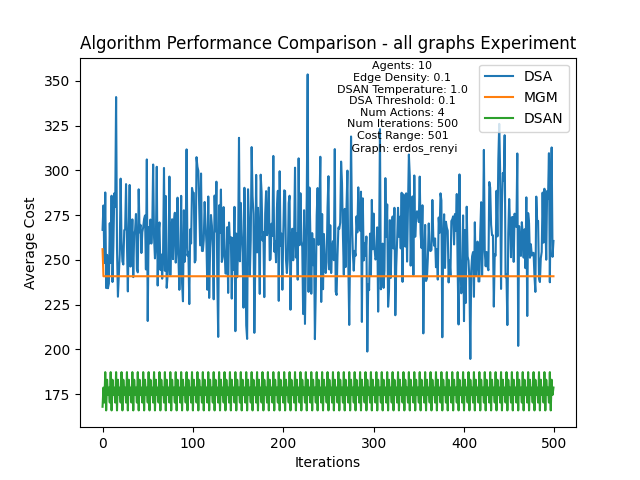 Algorithm Performance Comparison - all graphs Experiment
Agents: 10
Edge Density: 0.1
DSAN Temperature: 1.0
DSA Threshold: 0.1
Num Actions: 4
Num Iterations: 500
Cost Range: 501
Graph: erdos_renyi
DSA
MGM
DSAN
Average Cost
350
325
300
275
250
225
200
175
0
100
200
300
400
500
Iterations